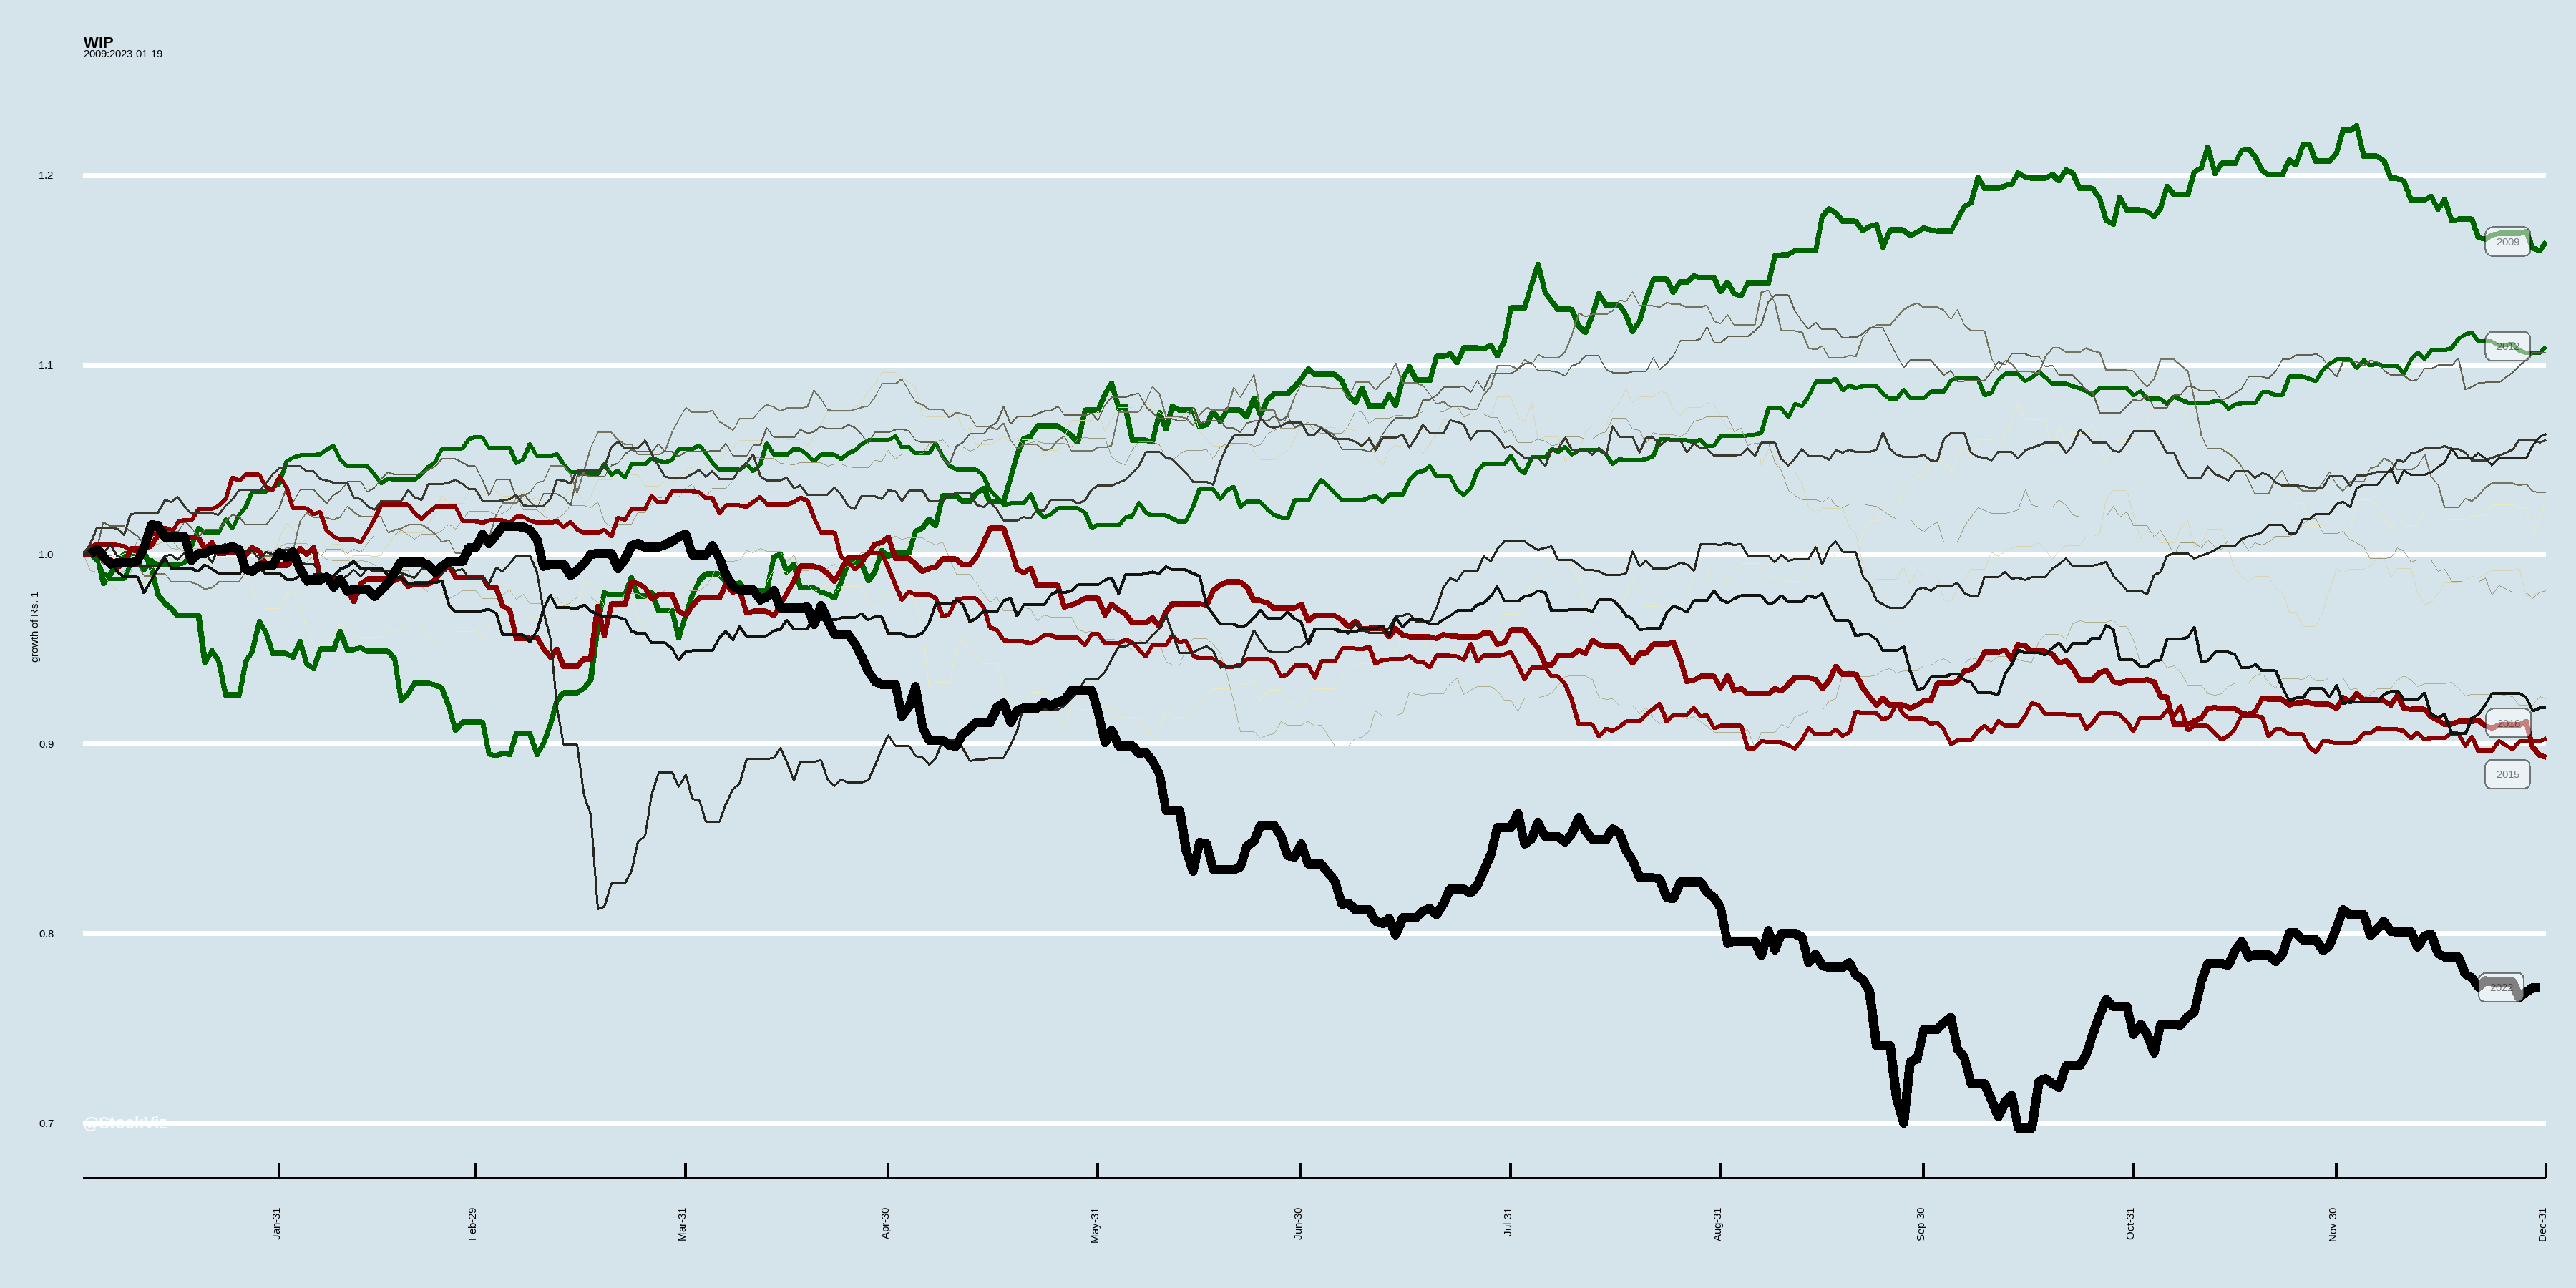 WIP
2009:2023-01-19
growth of Rs. 1
1.2
1.1
1.0
0.9
0.8
0.7
2009
2012
2018
2015
2022
@StockViz
Jan-31
Feb-29
Mar-31
Apr-30
May-31
Jun-30
Jul-31
Aug-31
Sep-30
Oct-31
Nov-30
Dec-31